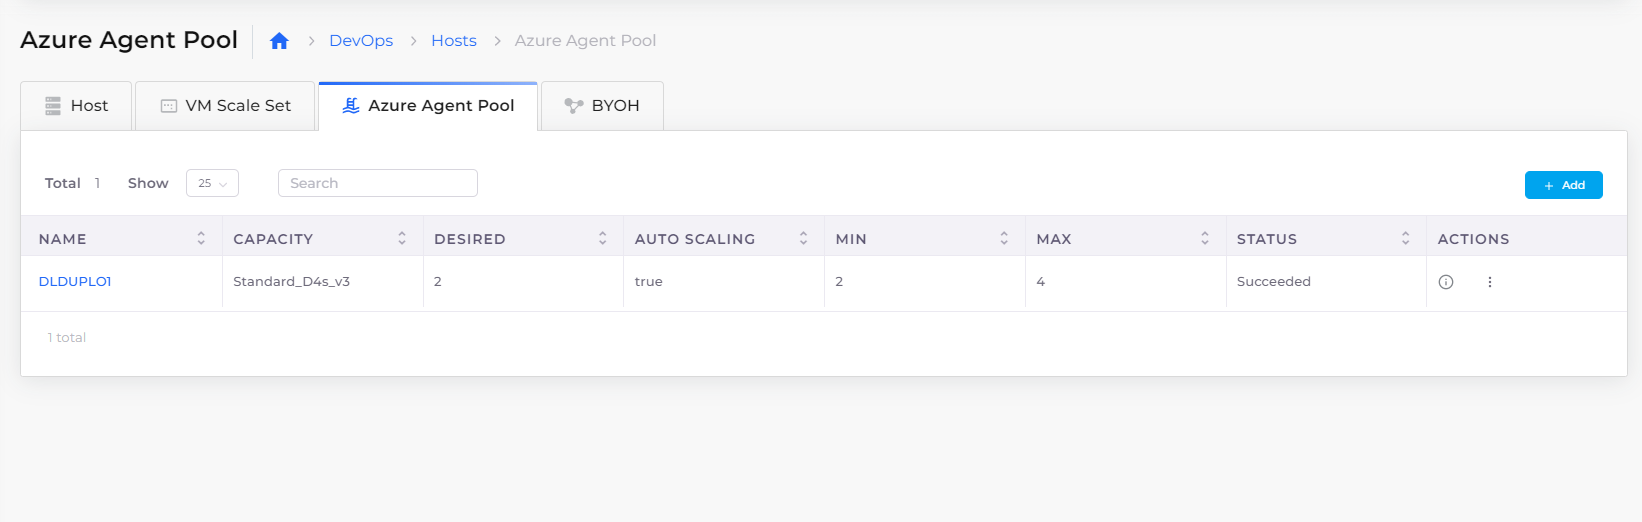 Azure Agent Pool DevOps Hosts Azure Agent Pool
Host VM Scale Set Azure Agent Pool BYOH
Total 1 Show 25 Search + Add
NAME CAPACITY DESIRED AUTO SCALING MIN MAX STATUS ACTIONS
DLDUPLO1 Standard_D4s_v3 2 true 2 4 Succeeded
1 total